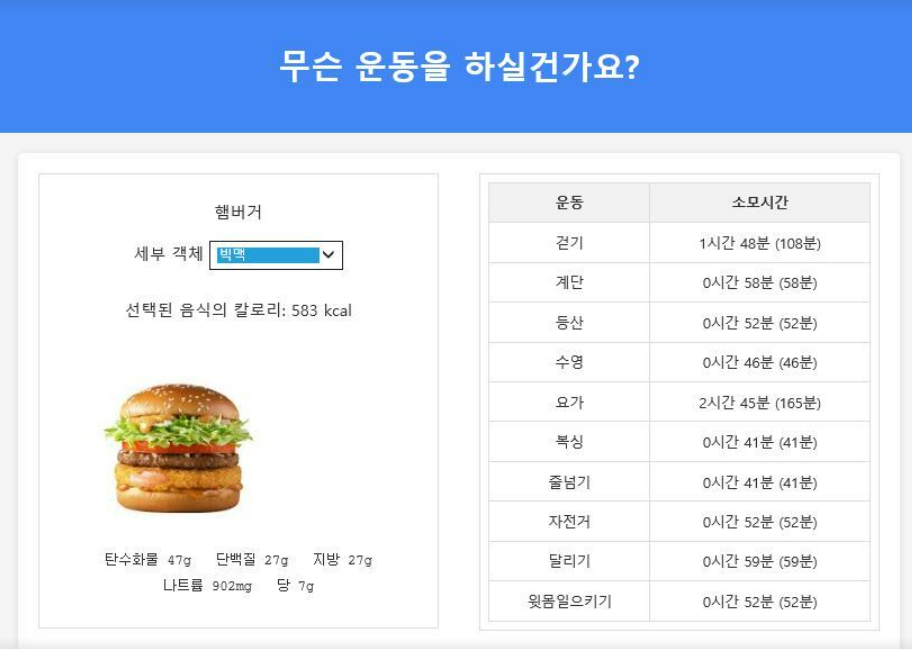 무슨 운동을 하실건가요?
햄버거
세부 객체 빅맥
선택된 음식의 칼로리: 583 kcal
탄수화물 47g 단백질 27g 지방 27g
나트륨 902mg 당 7g
운동 소모시간
걷기 1시간 48분 (108분)
계단 0시간 58분 (58분)
등산 0시간 52분 (52분)
수영 0시간 46분 (46분)
요가 2시간 45분 (165분)
복싱 0시간 41분 (41분)
줄넘기 0시간 41분 (41분)
자전거 0시간 52분 (52분)
달리기 0시간 59분 (59분)
윗몸일으키기 0시간 52분 (52분)